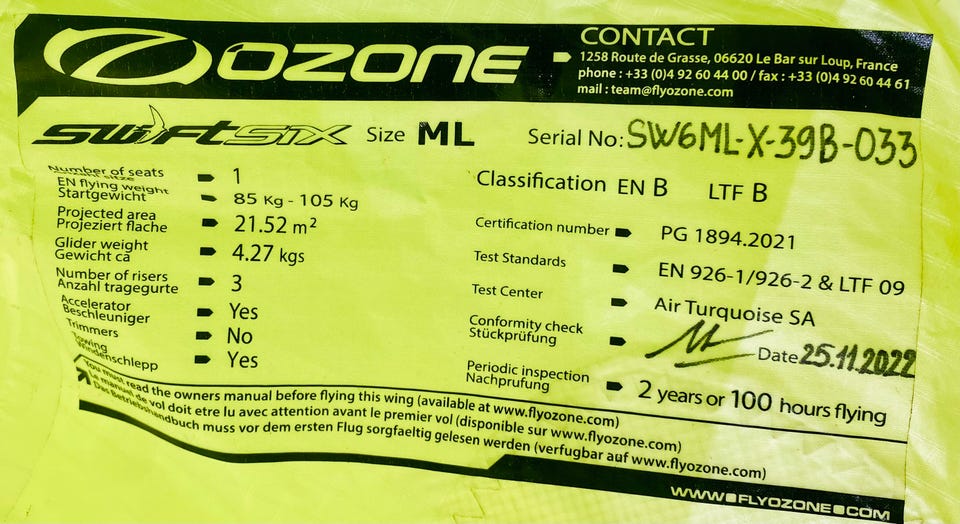 OZONE
CONTACT
1258 Route de Grasse, 06620 Le Bar sur Loup, France
phone : +33 (0)4 92 60 44 00 / fax : +33 (0)4 92 60 44 61
mail : team@flyozone.com
swiftsix Size ML Serial No: SW6ML-X-39B-033
Number of seats 1
EN flying weight
Startgewicht 85 Kg - 105 Kg
Projected area
Projeziert flache 21.52 m²
Glider weight
Gewicht ca 4.27 kgs
Number of risers
Anzahl tragegurte 3
Accelerator
Beschleuniger Yes
Trimmers No
Towing
Windenschlepp Yes
Classification EN B LTF B
Certification number PG 1894.2021
Test Standards EN 926-1/926-2 & LTF 09
Test Center Air Turquoise SA
Conformity check
Stückprüfung Date 25.11.2022
Periodic inspection
Nachprufung 2 years or 100 hours flying
You must read the owners manual before flying this wing (available at www.flyozone.com)
Le manuel de vol doit etre lu avec attention avant le premier vol (disponible sur www.flyozone.com)
Das Betriebshandbuch muss vor dem ersten Flug sorgfaeltig gelesen werden (verfugbar auf www.flyozone.com)
WWW.FLYOZONE.COM